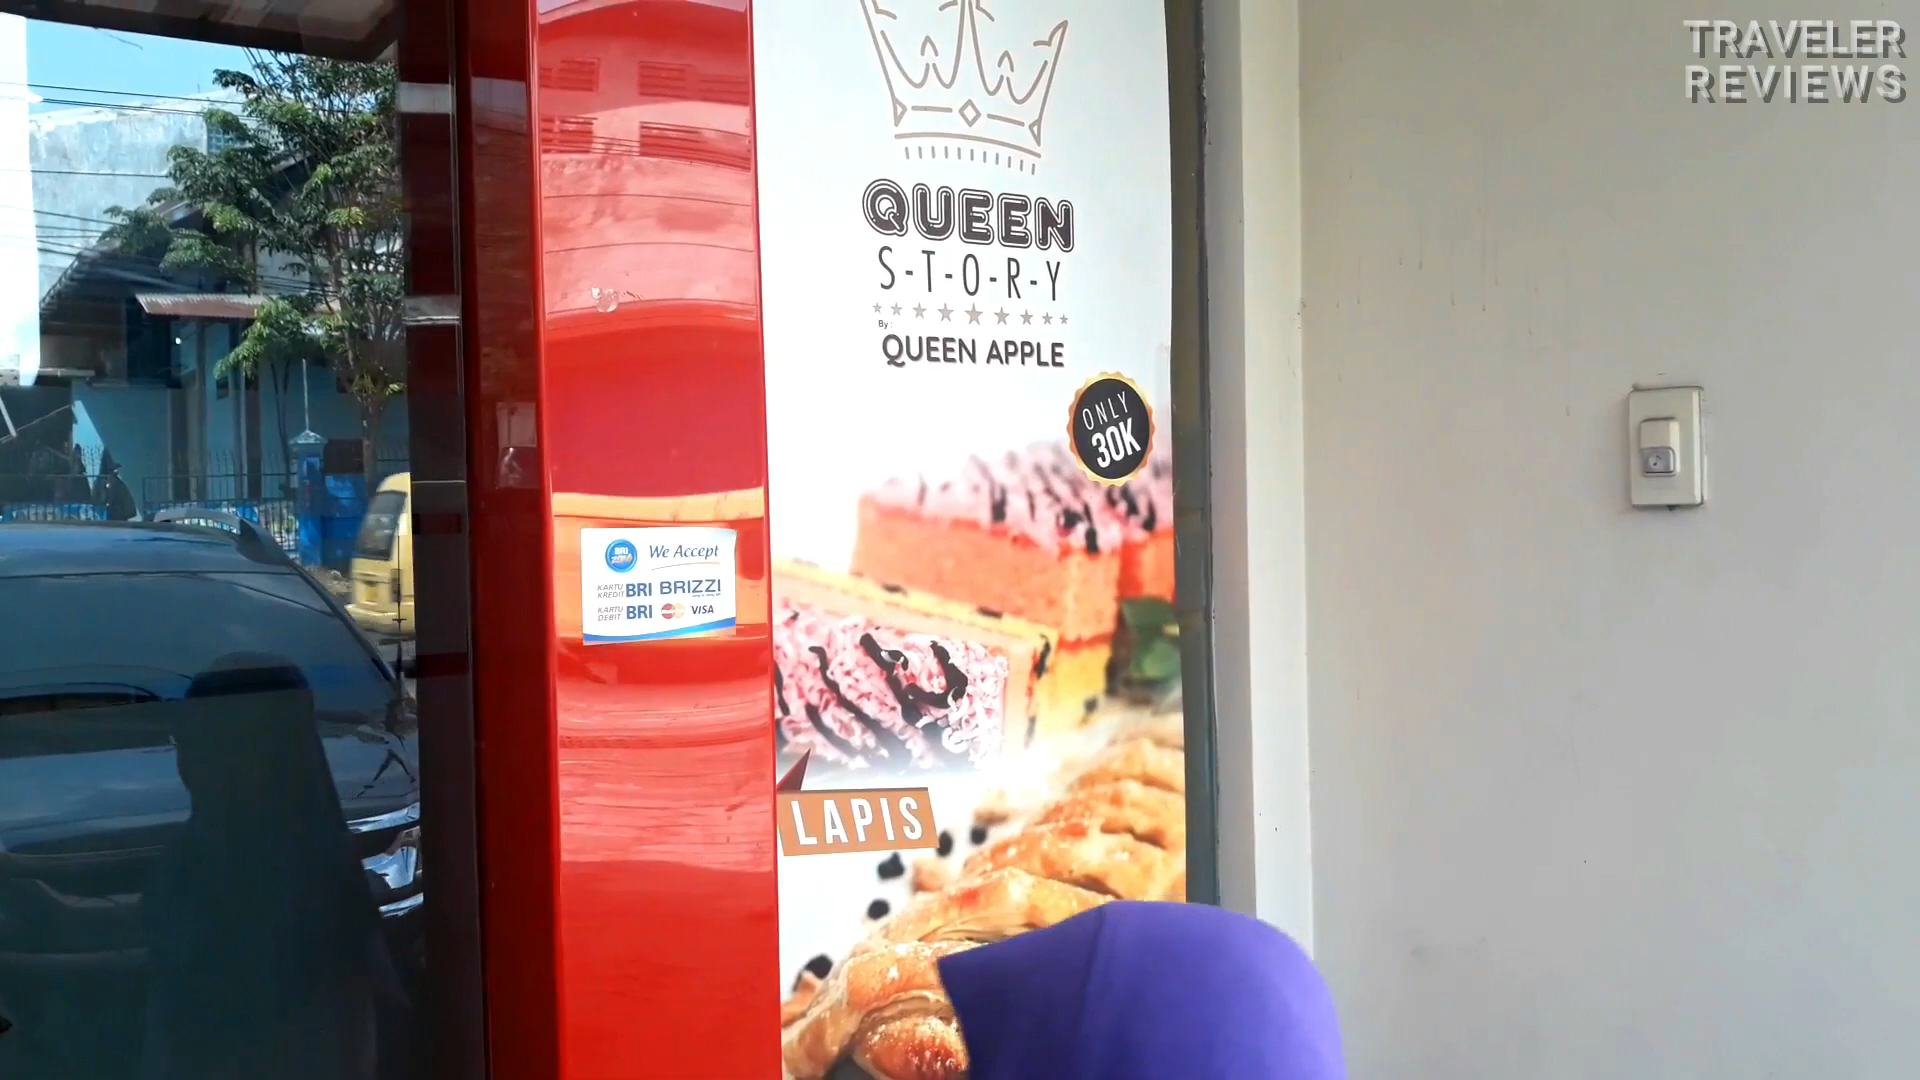 TRAVELER
REVIEWS
QUEEN
S-T-O-R-Y
By :
QUEEN APPLE
ONLY
30K
BRI
We Accept
KARTU
KREDIT
BRI BRIZZI
KARTU
DEBIT
BRI
VISA
LAPIS